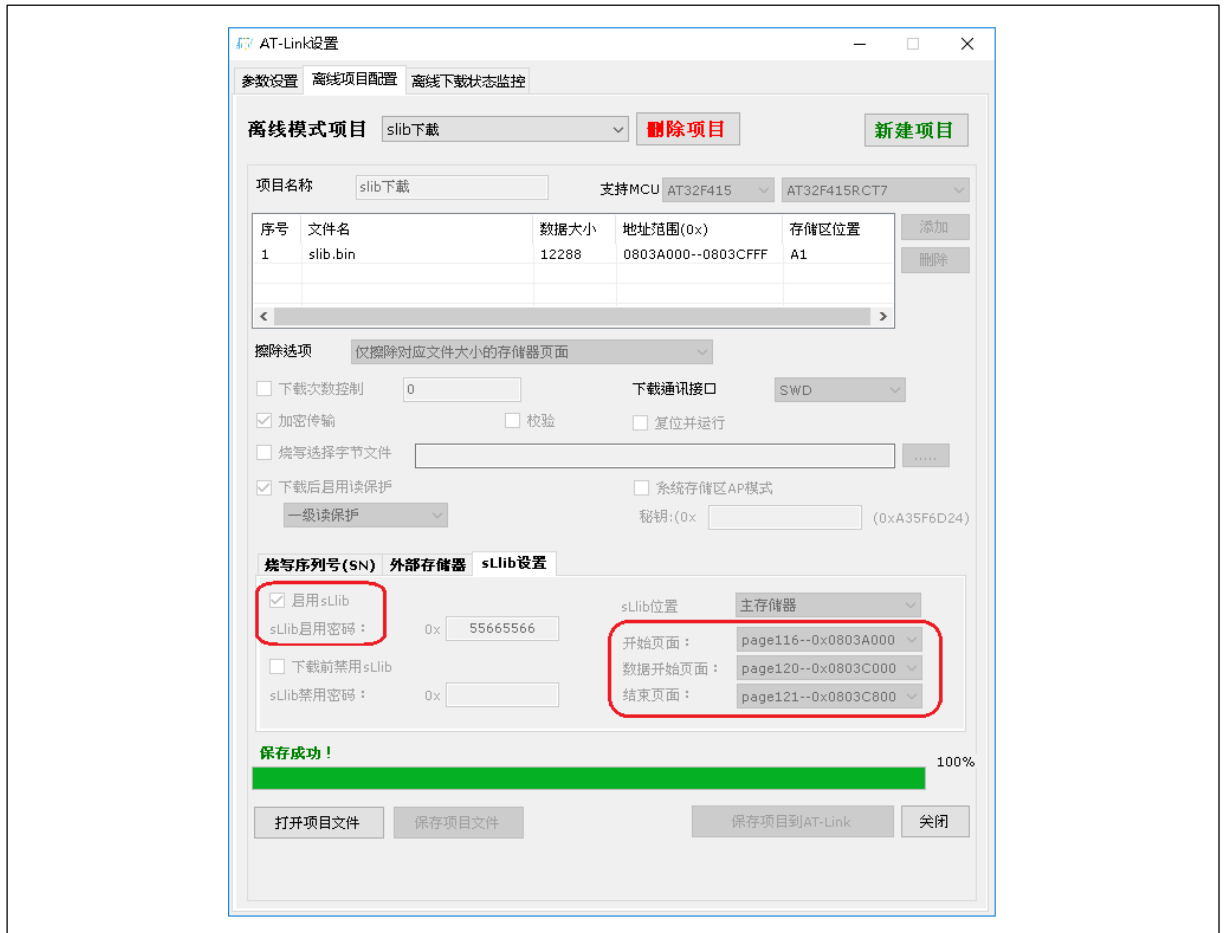 AT-Link设置
参数设置 离线项目配置 离线下载状态监控
离线模式项目 slib下載 删除项目 新建项目
项目名称 slib下載 支持MCU AT32F415 AT32F415RCT7
序号 文件名 数据大小 地址范围(0x) 存储区位置 添加
1 slib.bin 12288 0803A000--0803CFFF A1 删除
擦除选项 仅擦除对应文件大小的存储器页面
下载次数控制 0 下载通讯接口 SWD
加密传输 校验 复位并运行
烧写选择字节文件 .....
下载后启用读保护 系统存储区AP模式
一级读保护 秘钥:(0x (0xA35F6D24)
烧写序列号(SN) 外部存储器 sLlib设置
启用sLlib sLlib位置 主存储器
sLlib启用密码： 0x 55665566 开始页面： page116--0x0803A000
下载前禁用sLlib 数据开始页面： page120--0x0803C000
sLlib禁用密码： 0x 结束页面： page121--0x0803C800
保存成功！
100%
打开项目文件 保存项目文件 保存项目到AT-Link 关闭